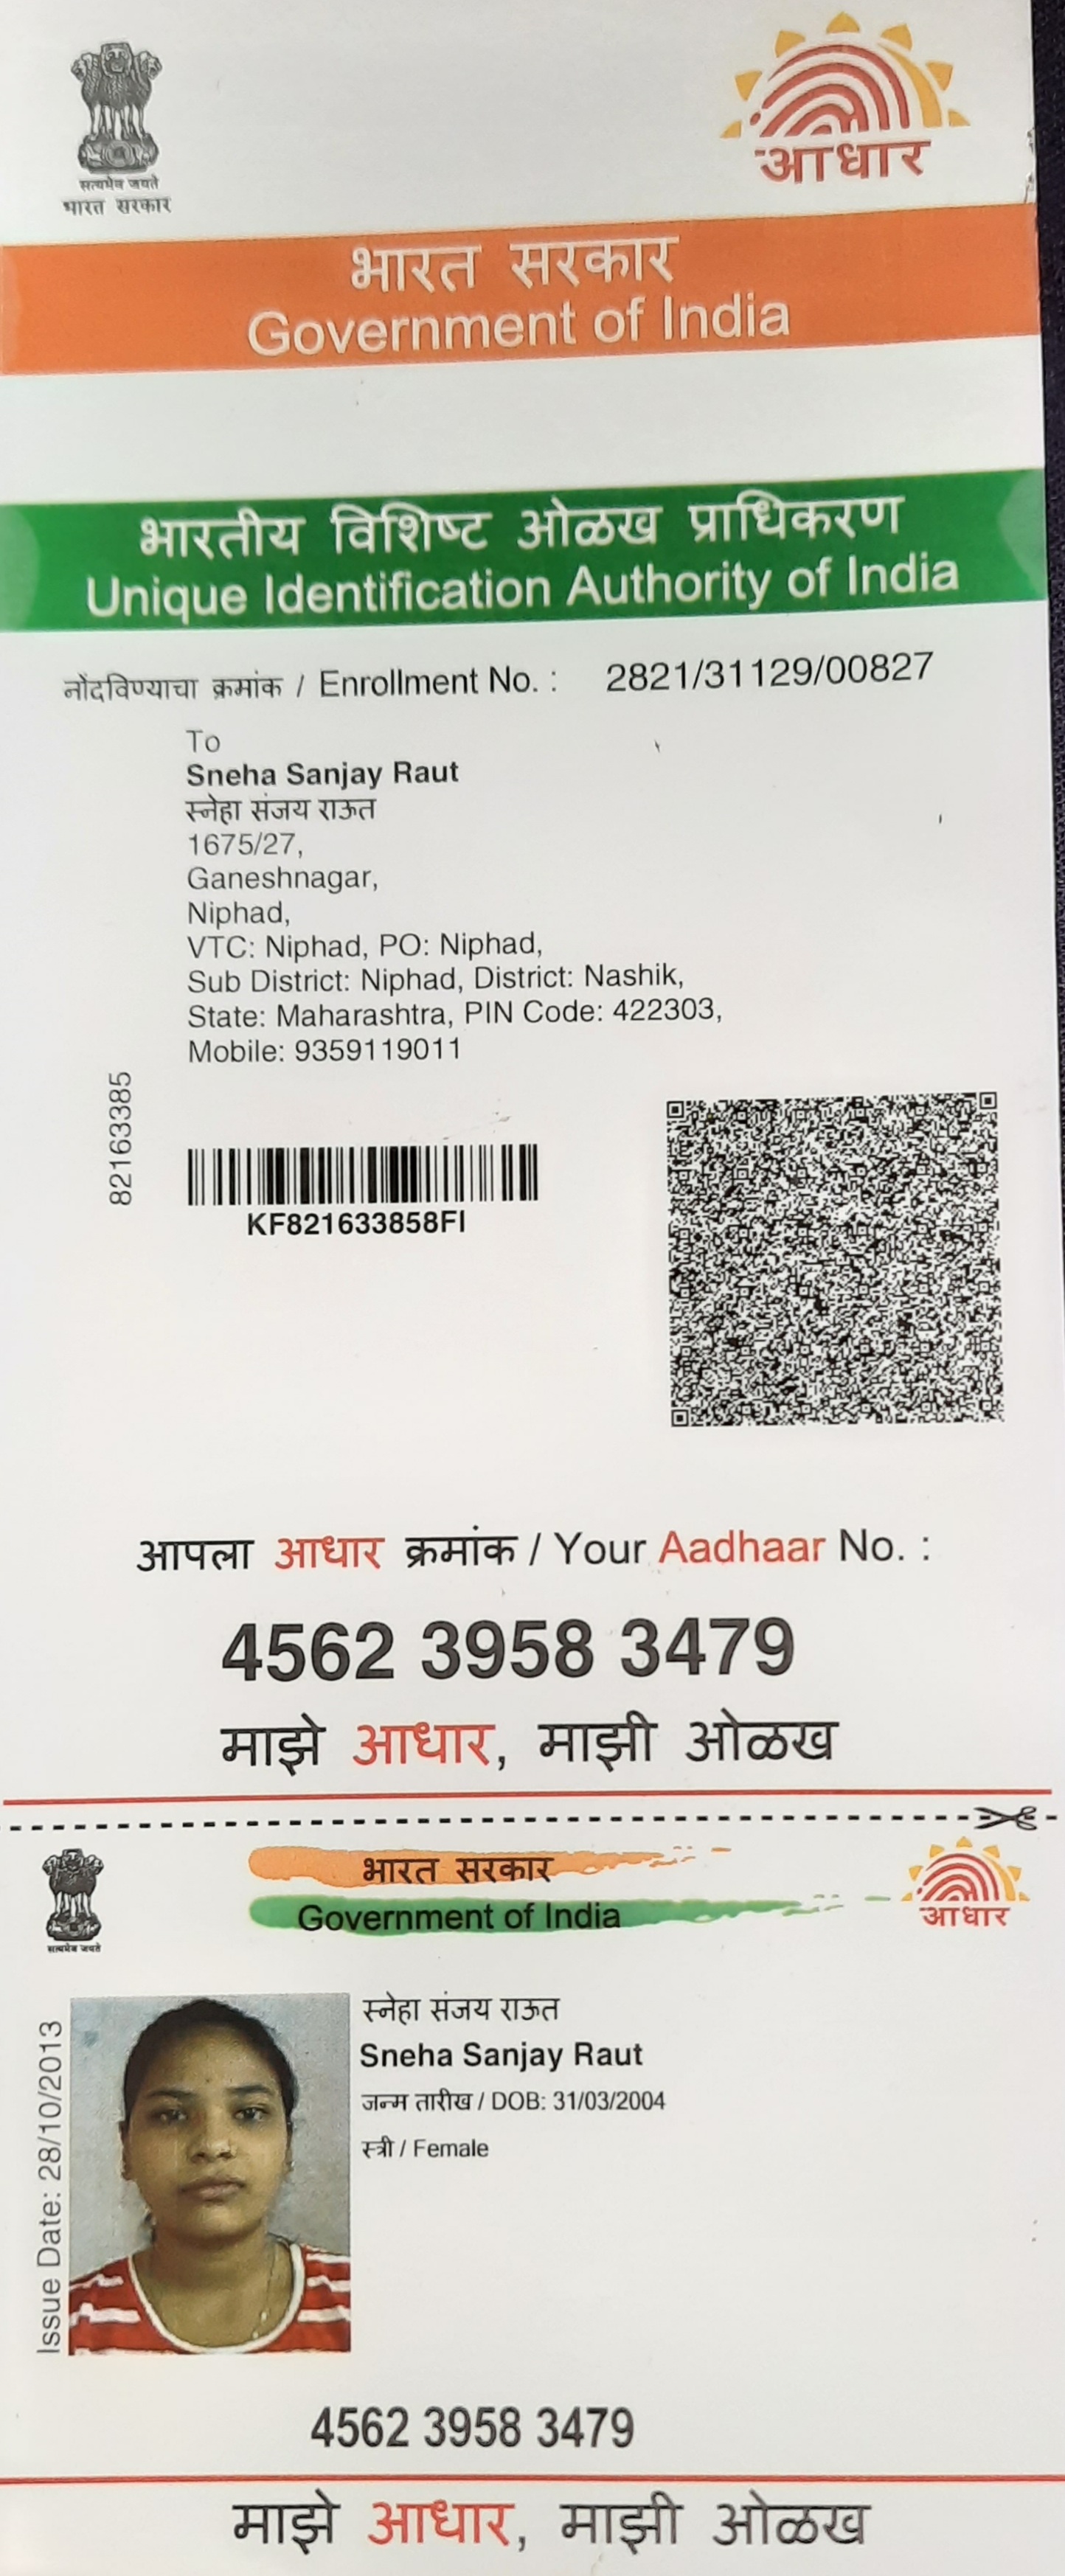 सत्यमेव जयते
भारत सरकार
आधार
भारत सरकार
Government of India
भारतीय विशिष्ट ओळख प्राधिकरण
Unique Identification Authority of India
नोंदविण्याचा क्रमांक / Enrollment No. : 2821/31129/00827
To
Sneha Sanjay Raut
स्नेहा संजय राऊत
1675/27,
Ganeshnagar,
Niphad,
VTC: Niphad, PO: Niphad,
Sub District: Niphad, District: Nashik,
State: Maharashtra, PIN Code: 422303,
Mobile: 9359119011
82163385
KF821633858FI
आपला आधार क्रमांक / Your Aadhaar No. :
4562 3958 3479
माझे आधार, माझी ओळख
सत्यमेव जयते
भारत सरकार
Government of India
आधार
Issue Date: 28/10/2013
स्नेहा संजय राऊत
Sneha Sanjay Raut
जन्म तारीख / DOB: 31/03/2004
स्त्री / Female
4562 3958 3479
माझे आधार, माझी ओळख